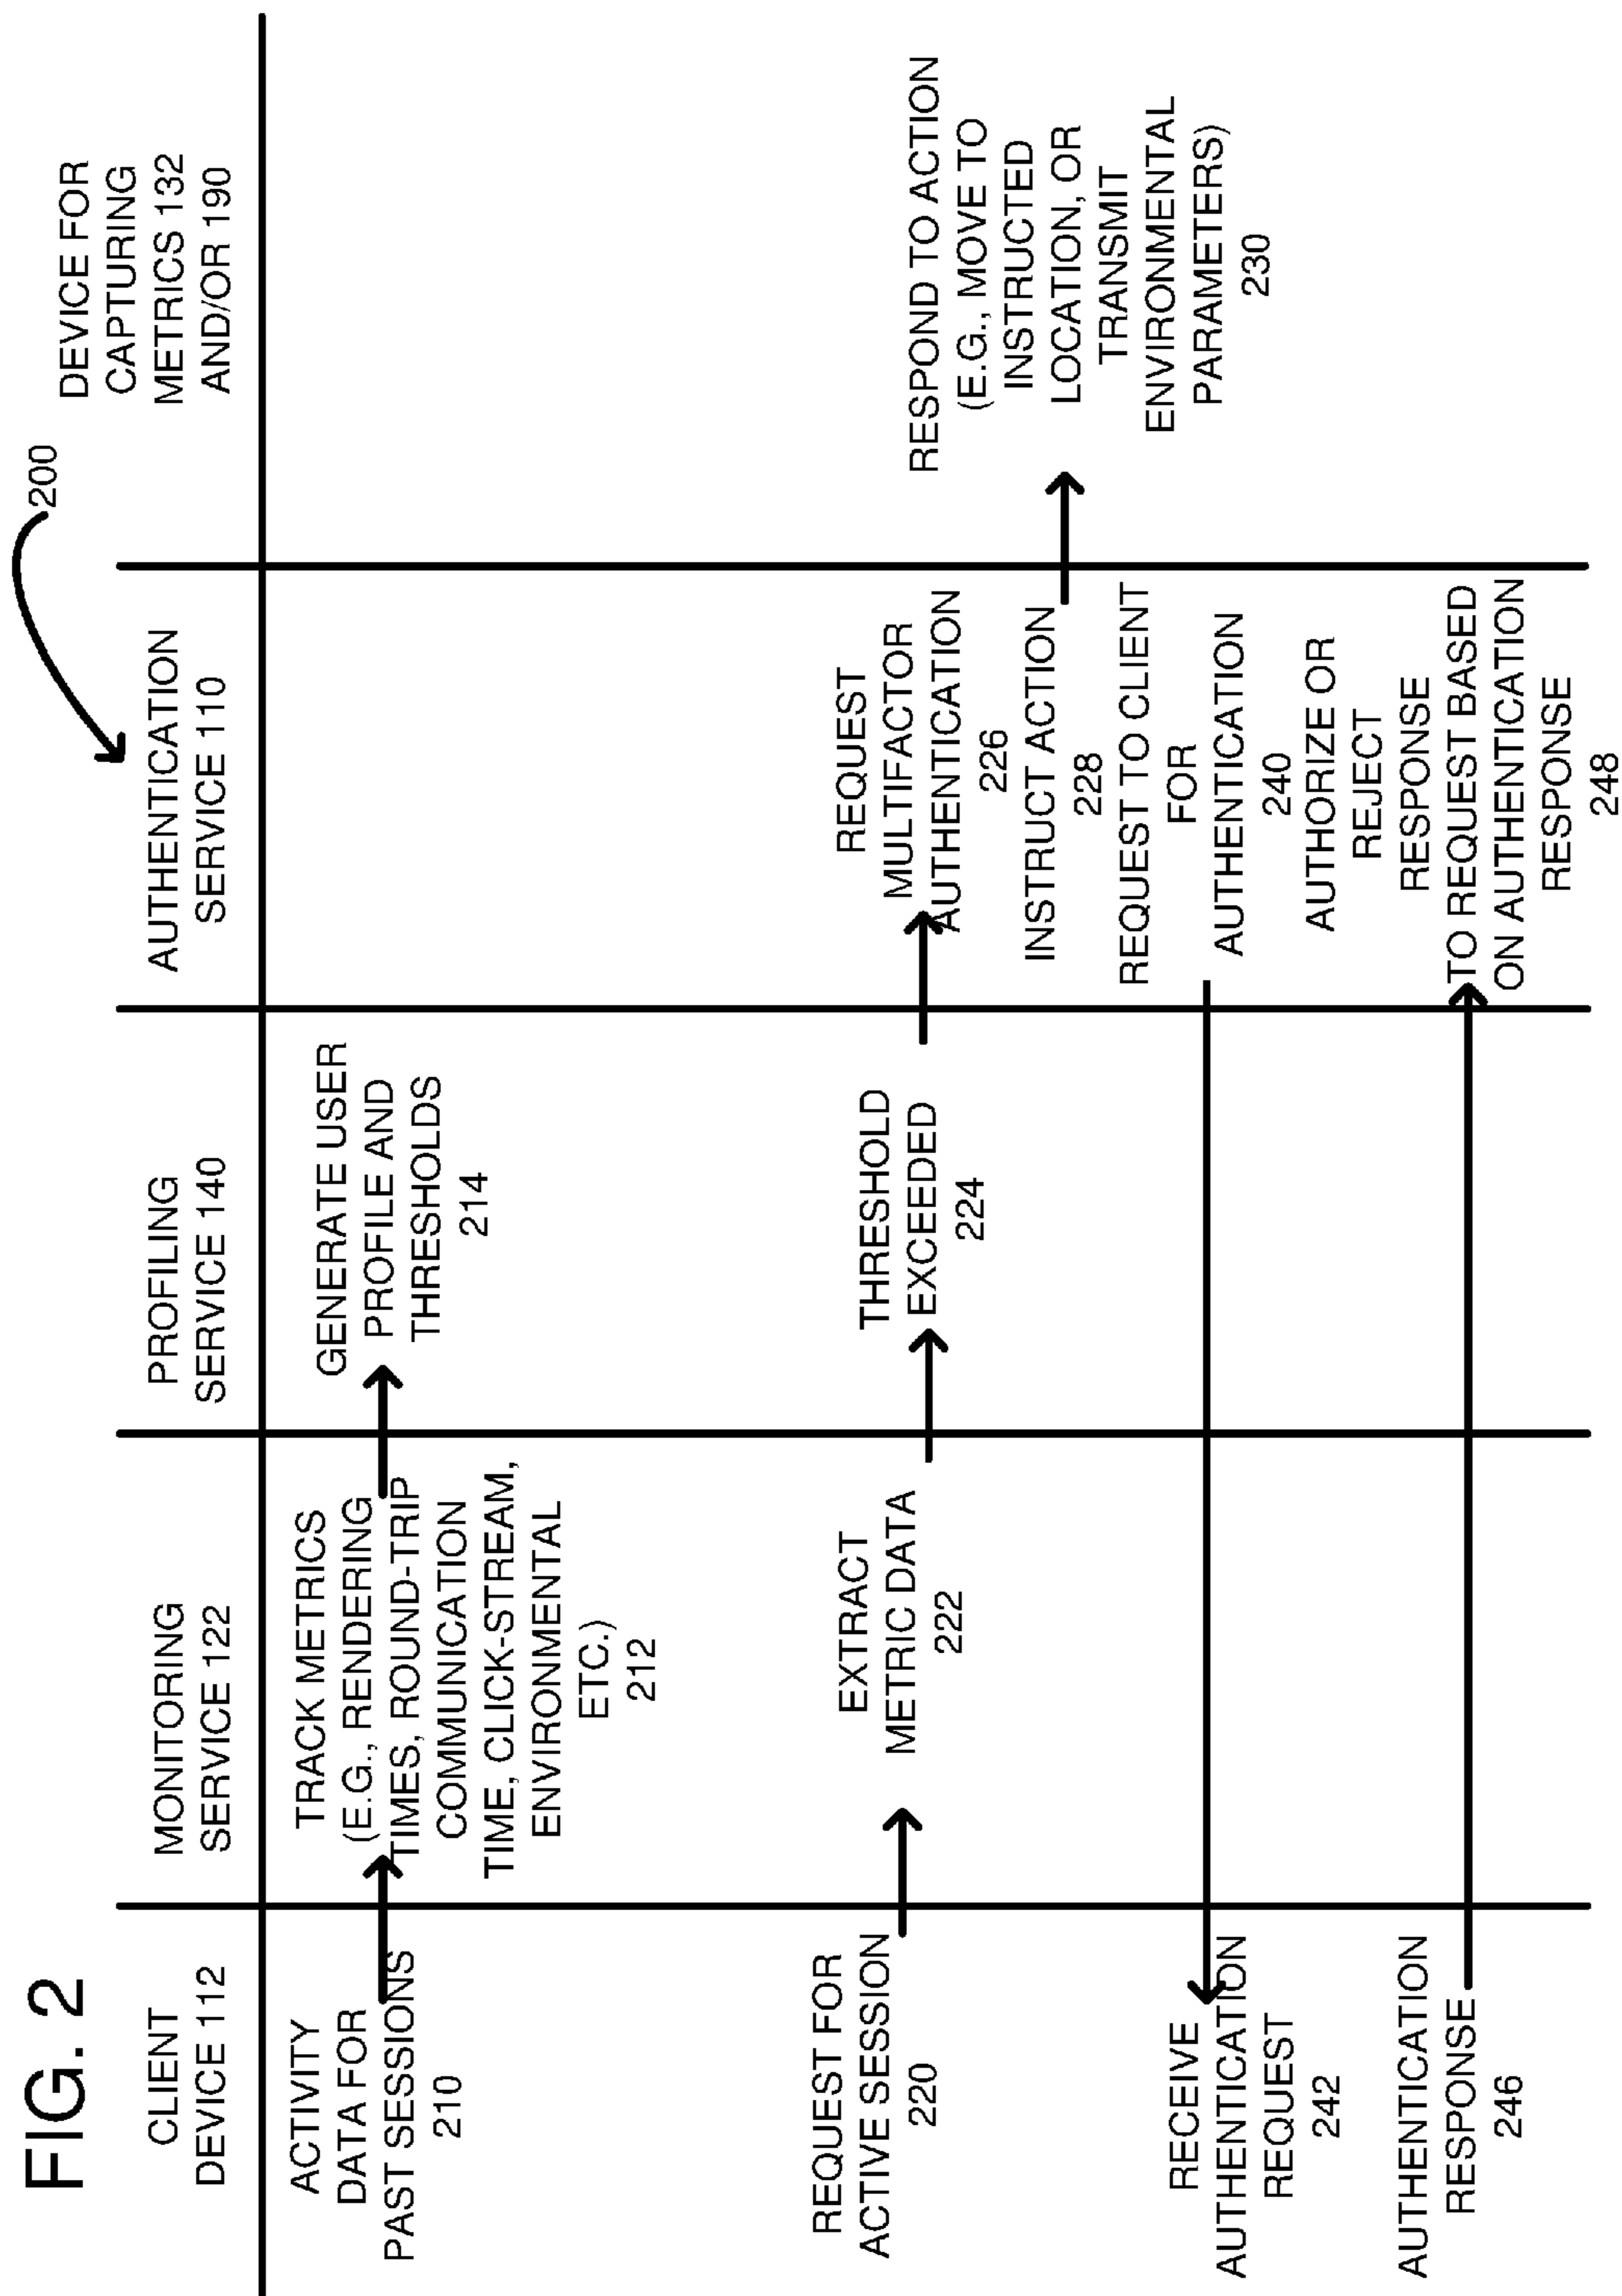 FIG. 2
200
CLIENT
DEVICE 112
MONITORING
SERVICE 122
PROFILING
SERVICE 140
AUTHENTICATION
SERVICE 110
DEVICE FOR
CAPTURING
METRICS 132
AND/OR 190
ACTIVITY
DATA FOR
PAST SESSIONS
210
TRACK METRICS
(E.G., RENDERING
TIMES, ROUND-TRIP
COMMUNICATION
TIME, CLICK-STREAM,
ENVIRONMENTAL
ETC.)
212
GENERATE USER
PROFILE AND
THRESHOLDS
214
REQUEST FOR
ACTIVE SESSION
220
EXTRACT
METRIC DATA
222
THRESHOLD
EXCEEDED
224
REQUEST
MULTIFACTOR
AUTHENTICATION
226
INSTRUCT ACTION
228
RESPOND TO ACTION
(E.G., MOVE TO
INSTRUCTED
LOCATION, OR
TRANSMIT
ENVIRONMENTAL
PARAMETERS)
230
REQUEST TO CLIENT
FOR
AUTHENTICATION
240
RECEIVE
AUTHENTICATION
REQUEST
242
AUTHENTICATION
RESPONSE
246
AUTHORIZE OR
REJECT
RESPONSE
TO REQUEST BASED
ON AUTHENTICATION
RESPONSE
248